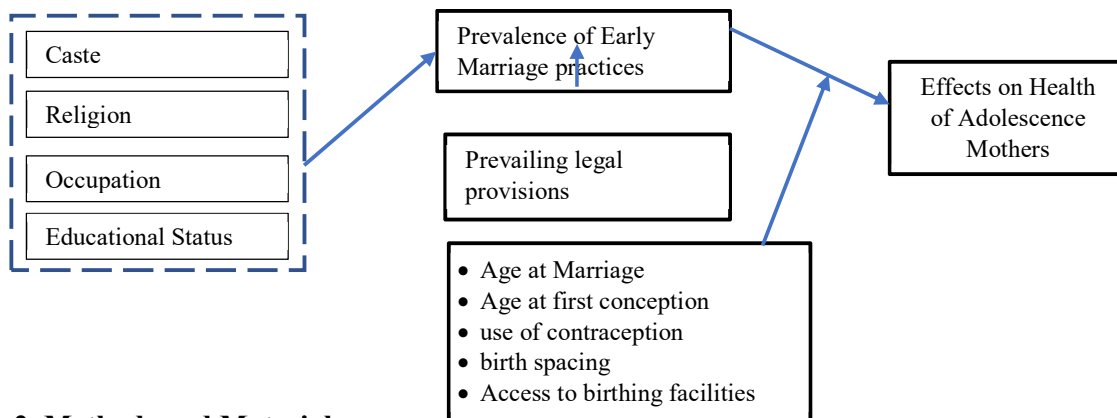 Caste
Religion
Occupation
Educational Status
Prevalence of Early
Marriage practices
Prevailing legal
provisions
• Age at Marriage
• Age at first conception
• use of contraception
• birth spacing
• Access to birthing facilities
Effects on Health
of Adolescence
Mothers